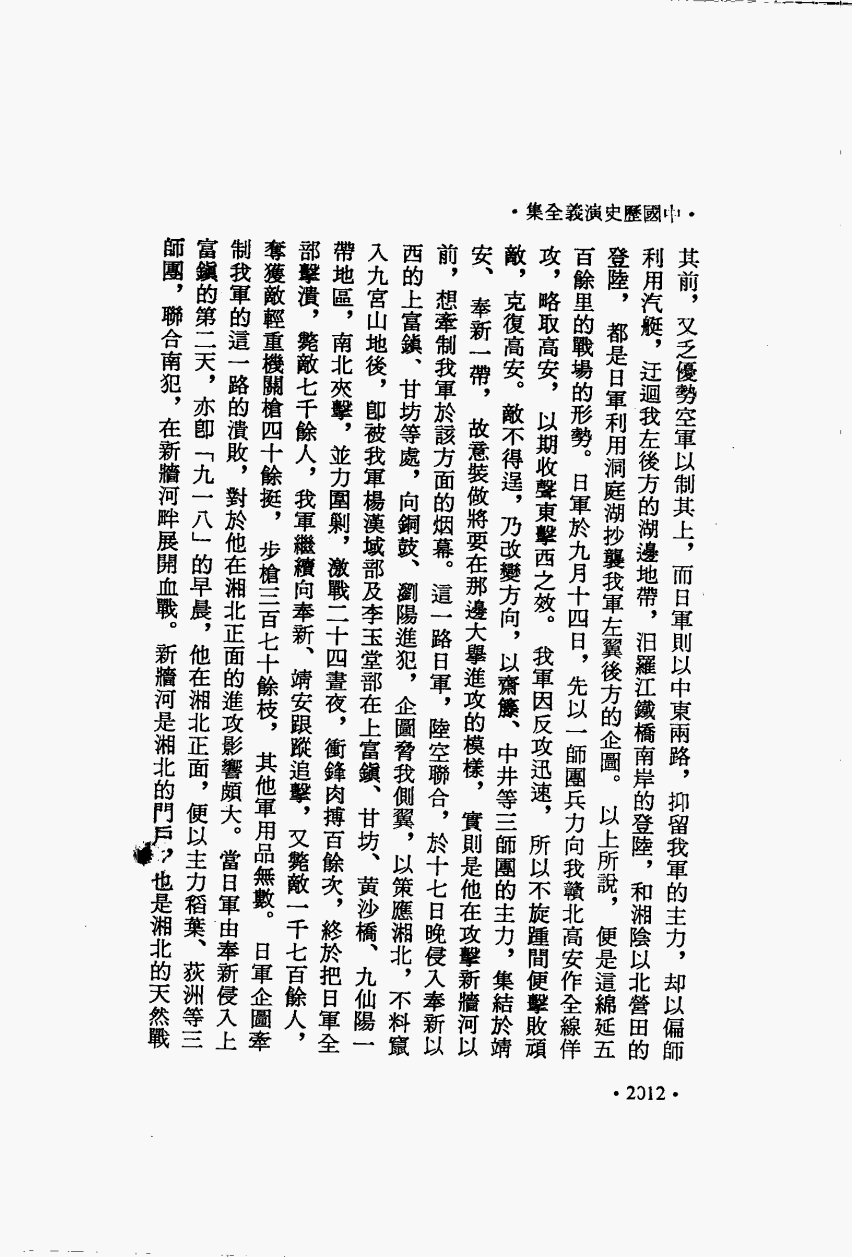 ·中國歷史演義全集·
其前，又乏優勢空軍以制其上，而日軍則以中東兩路，抑留我軍的主力，却以偏師
利用汽艇，迂迴我左後方的湖邊地帶，汨羅江鐵橋南岸的登陸，和湘陰以北營田的
登陸，都是日軍利用洞庭湖抄襲我軍左翼後方的企圖。以上所說，便是這綿延五
百餘里的戰場的形勢。日軍於九月十四日，先以一師團兵力向我贛北高安作全線佯
攻，略取高安，以期收聲東擊西之效。我軍因反攻迅速，所以不旋踵間便擊敗頑
敵，克復高安。敵不得逞，乃改變方向，以齋籐、中井等三師團的主力，集結於靖
安、奉新一帶，故意裝做將要在那邊大舉進攻的模樣，實則是他在攻擊新牆河以
前，想牽制我軍於該方面的烟幕。這一路日軍，陸空聯合，於十七日晚侵入奉新以
西的上富鎮、甘坊等處，向銅鼓、瀏陽進犯，企圖脅我側翼，以策應湘北，不料竄
入九宮山地後，卽被我軍楊漢域部及李玉堂部在上富鎮、甘坊、黃沙橋、九仙陽一
帶地區，南北夾擊，並力圍剿，激戰二十四晝夜，衝鋒肉搏百餘次，終於把日軍全
部擊潰，斃敵七千餘人，我軍繼續向奉新、靖安跟蹤追擊，又斃敵一千七百餘人，
奪獲敵輕重機關槍四十餘挺，步槍三百七十餘枝，其他軍用品無數。日軍企圖牽
制我軍的這一路的潰敗，對於他在湘北正面的進攻影響頗大。當日軍由奉新侵入上
富鎮的第二天，亦卽「九一八」的早晨，他在湘北正面，便以主力稻葉、荻洲等三
師團，聯合南犯，在新牆河畔展開血戰。新牆河是湘北的門戶，也是湘北的天然戰
·2012·